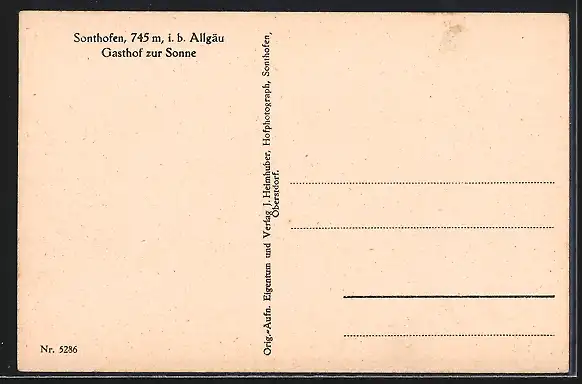 Sonthofen, 745 m, i. b. Allgäu
Gasthof zur Sonne
Orig.-Aufn. Eigentum und Verlag J. Heimhuber, Hofphotograph, Sonthofen,
Oberstdorf.
Nr. 5286